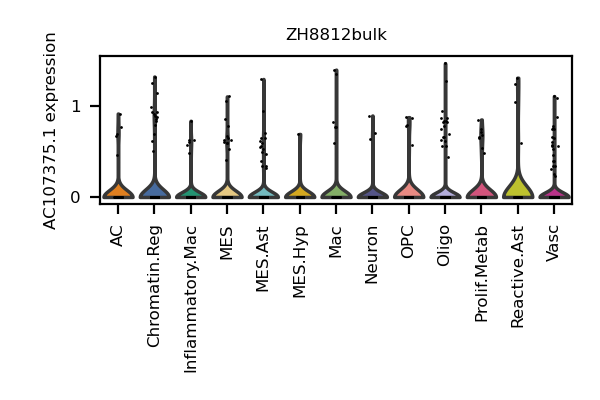 ZH8812bulk
AC107375.1 expression
1
0
AC
Chromatin.Reg
Inflammatory.Mac
MES
MES.Ast
MES.Hyp
Mac
Neuron
OPC
Oligo
Prolif.Metab
Reactive.Ast
Vasc